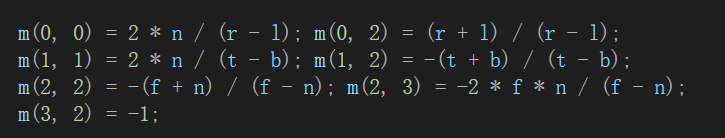 m(0, 0) = 2 * n / (r - l); m(0, 2) = (r + l) / (r - l);
m(1, 1) = 2 * n / (t - b); m(1, 2) = -(t + b) / (t - b);
m(2, 2) = -(f + n) / (f - n); m(2, 3) = -2 * f * n / (f - n);
m(3, 2) = -1;